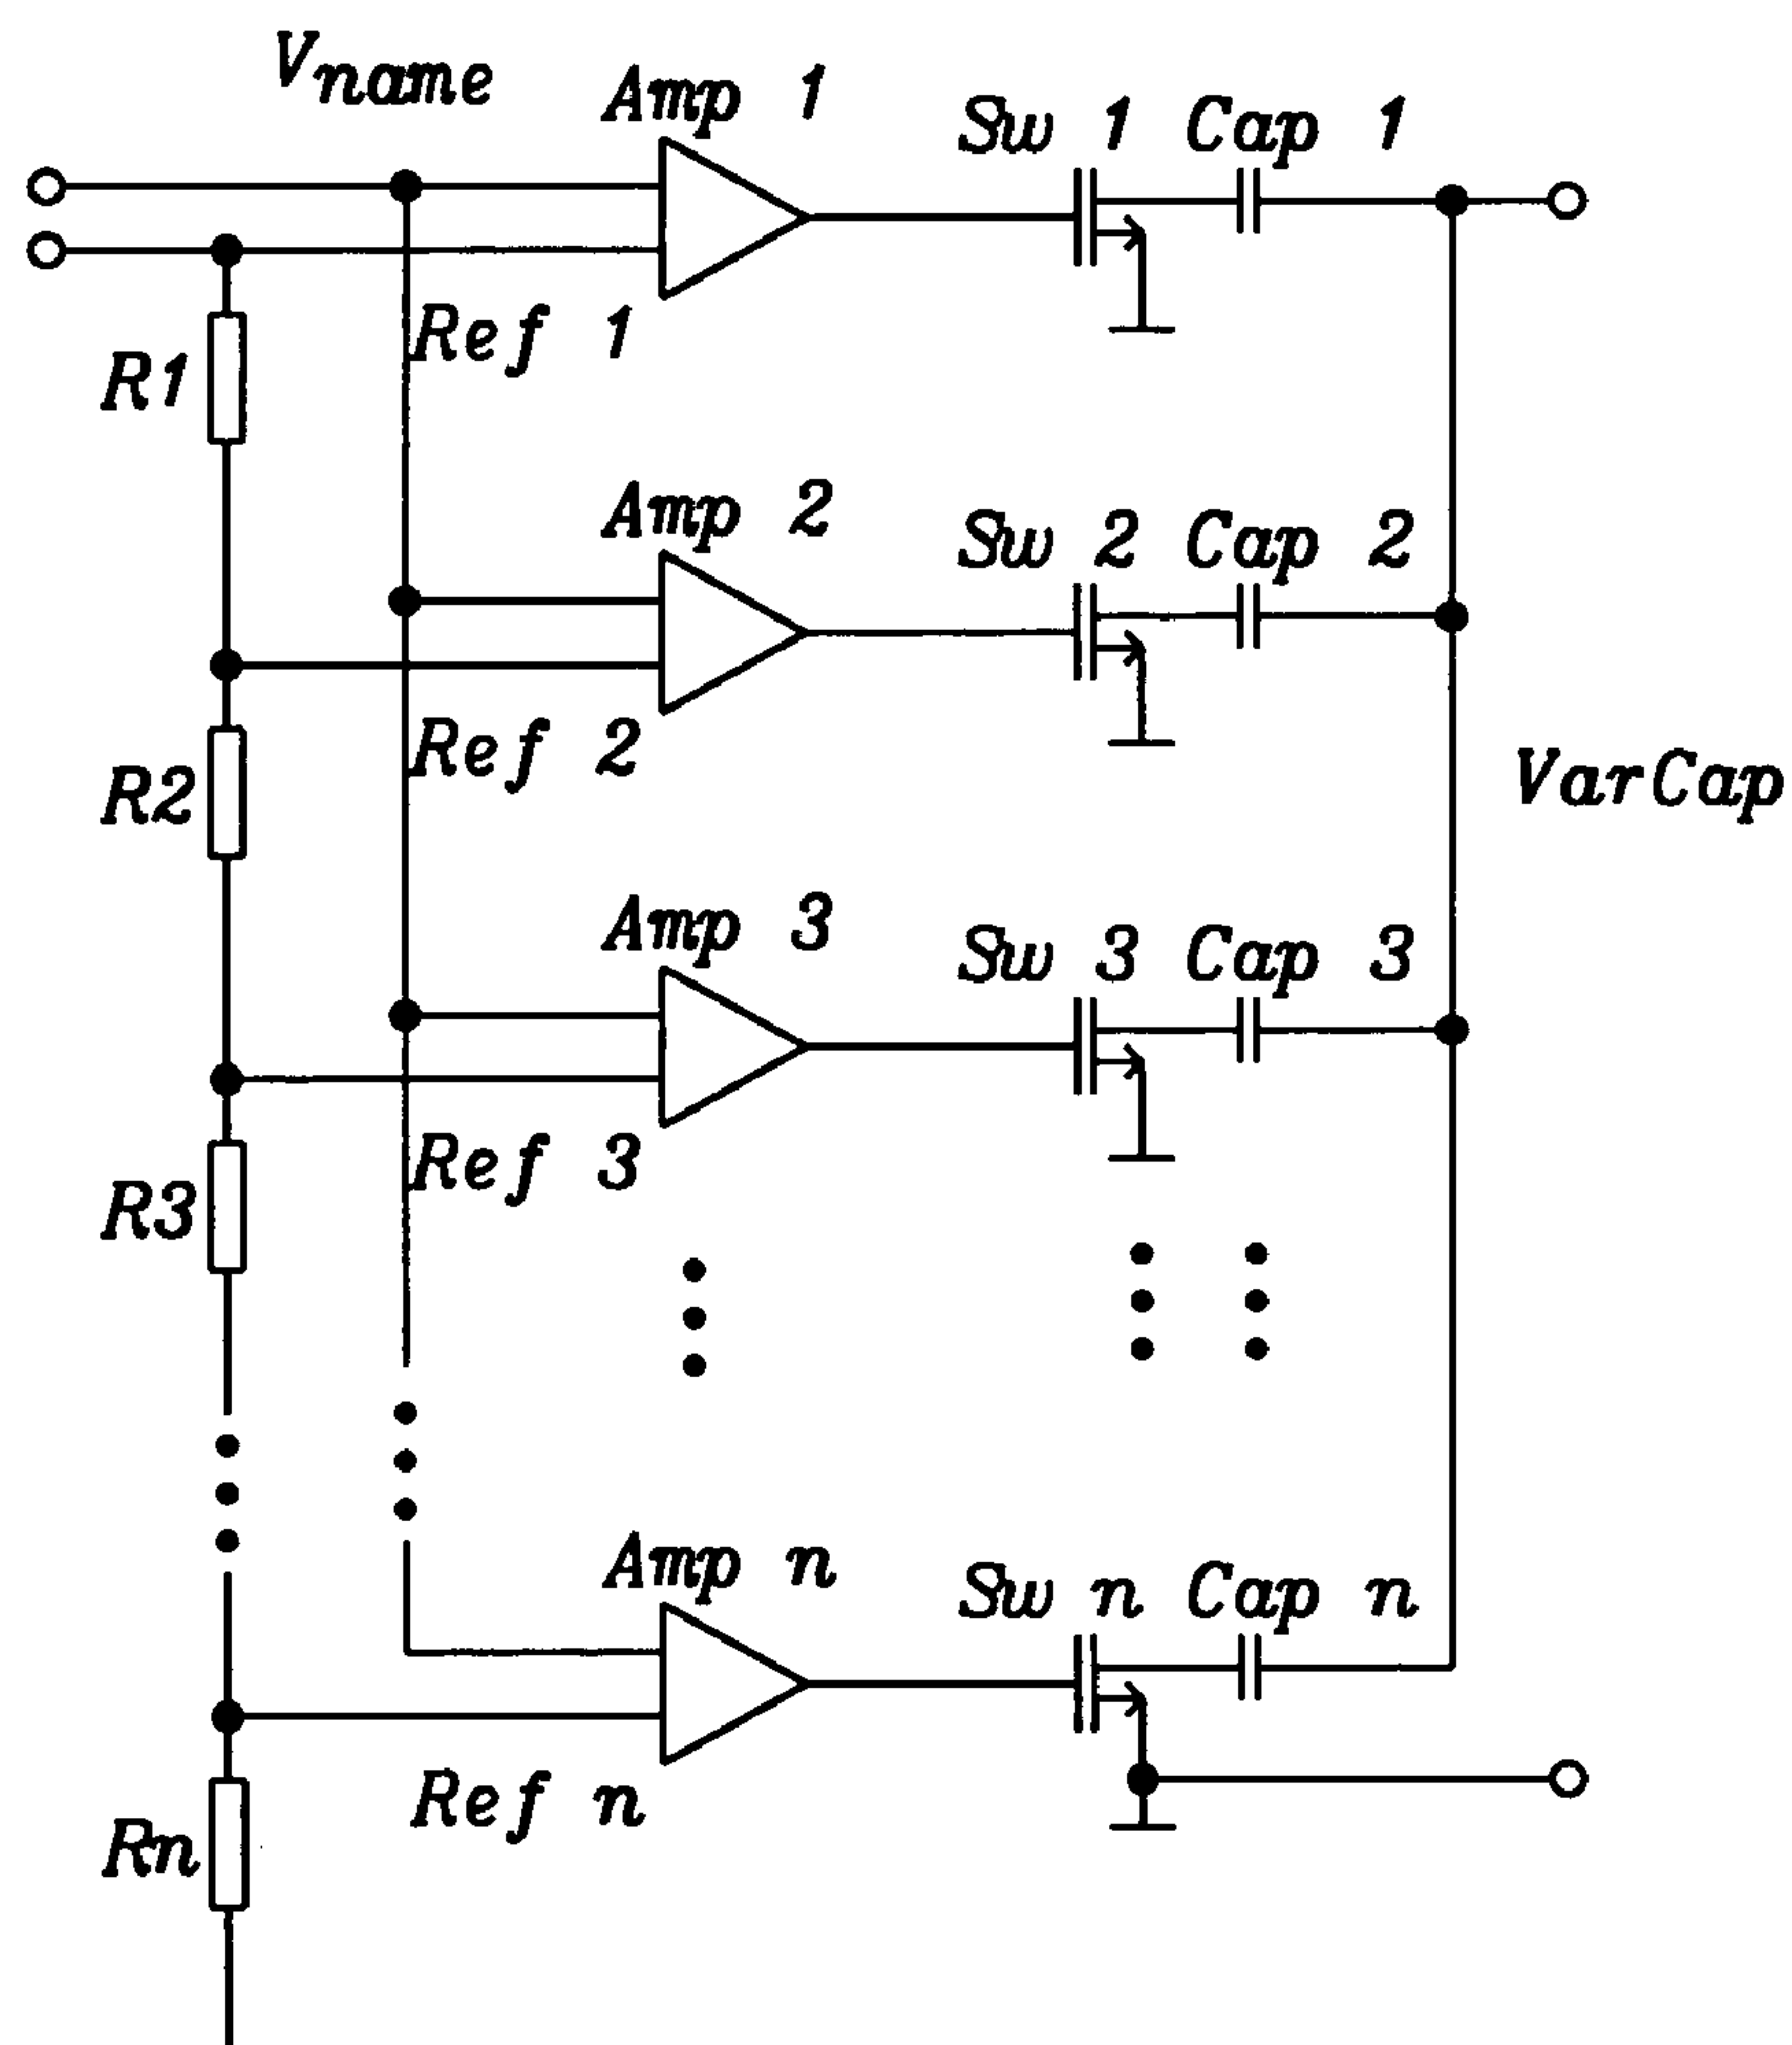 Vname
Amp 1
Sw 1
Cap 1
Ref 1
R1
Amp 2
Sw 2
Cap 2
Ref 2
R2
VarCap
Amp 3
Sw 3
Cap 3
Ref 3
R3
Amp n
Sw n
Cap n
Ref n
Rn